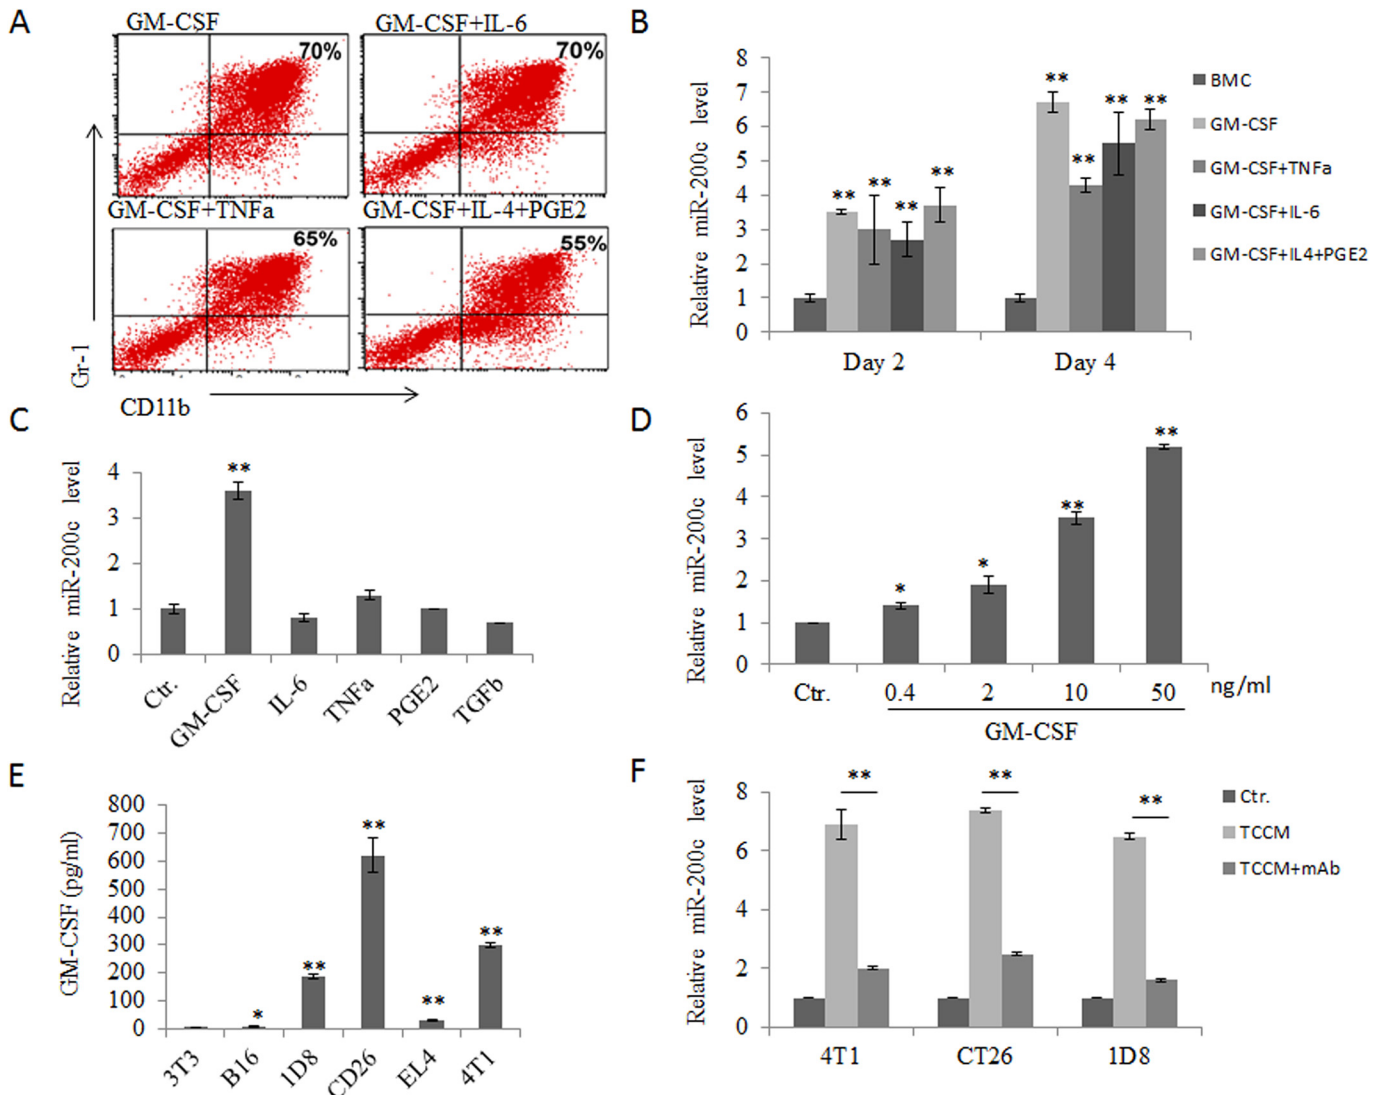 A
GM-CSF
GM-CSF+IL-6
70%
70%
GM-CSF+TNFa
GM-CSF+IL-4+PGE2
65%
55%
Gr-1
CD11b
B
Relative miR-200c level
8
7
6
5
4
3
2
1
0
** ** ** **
** ** ** **
Day 2
Day 4
BMC
GM-CSF
GM-CSF+TNFa
GM-CSF+IL-6
GM-CSF+IL4+PGE2
C
Relative miR-200c level
4
3
2
1
0
**
Ctr.
GM-CSF
IL-6
TNFa
PGE2
TGFb
D
Relative miR-200c level
6
5
4
3
2
1
0
*
*
**
**
Ctr.
0.4
2
10
50
ng/ml
GM-CSF
E
GM-CSF (pg/ml)
800
700
600
500
400
300
200
100
0
*
**
**
**
**
3T3
B16
1D8
CD26
EL4
4T1
F
Relative miR-200c level
8
6
4
2
0
**
**
**
4T1
CT26
1D8
Ctr.
TCCM
TCCM+mAb